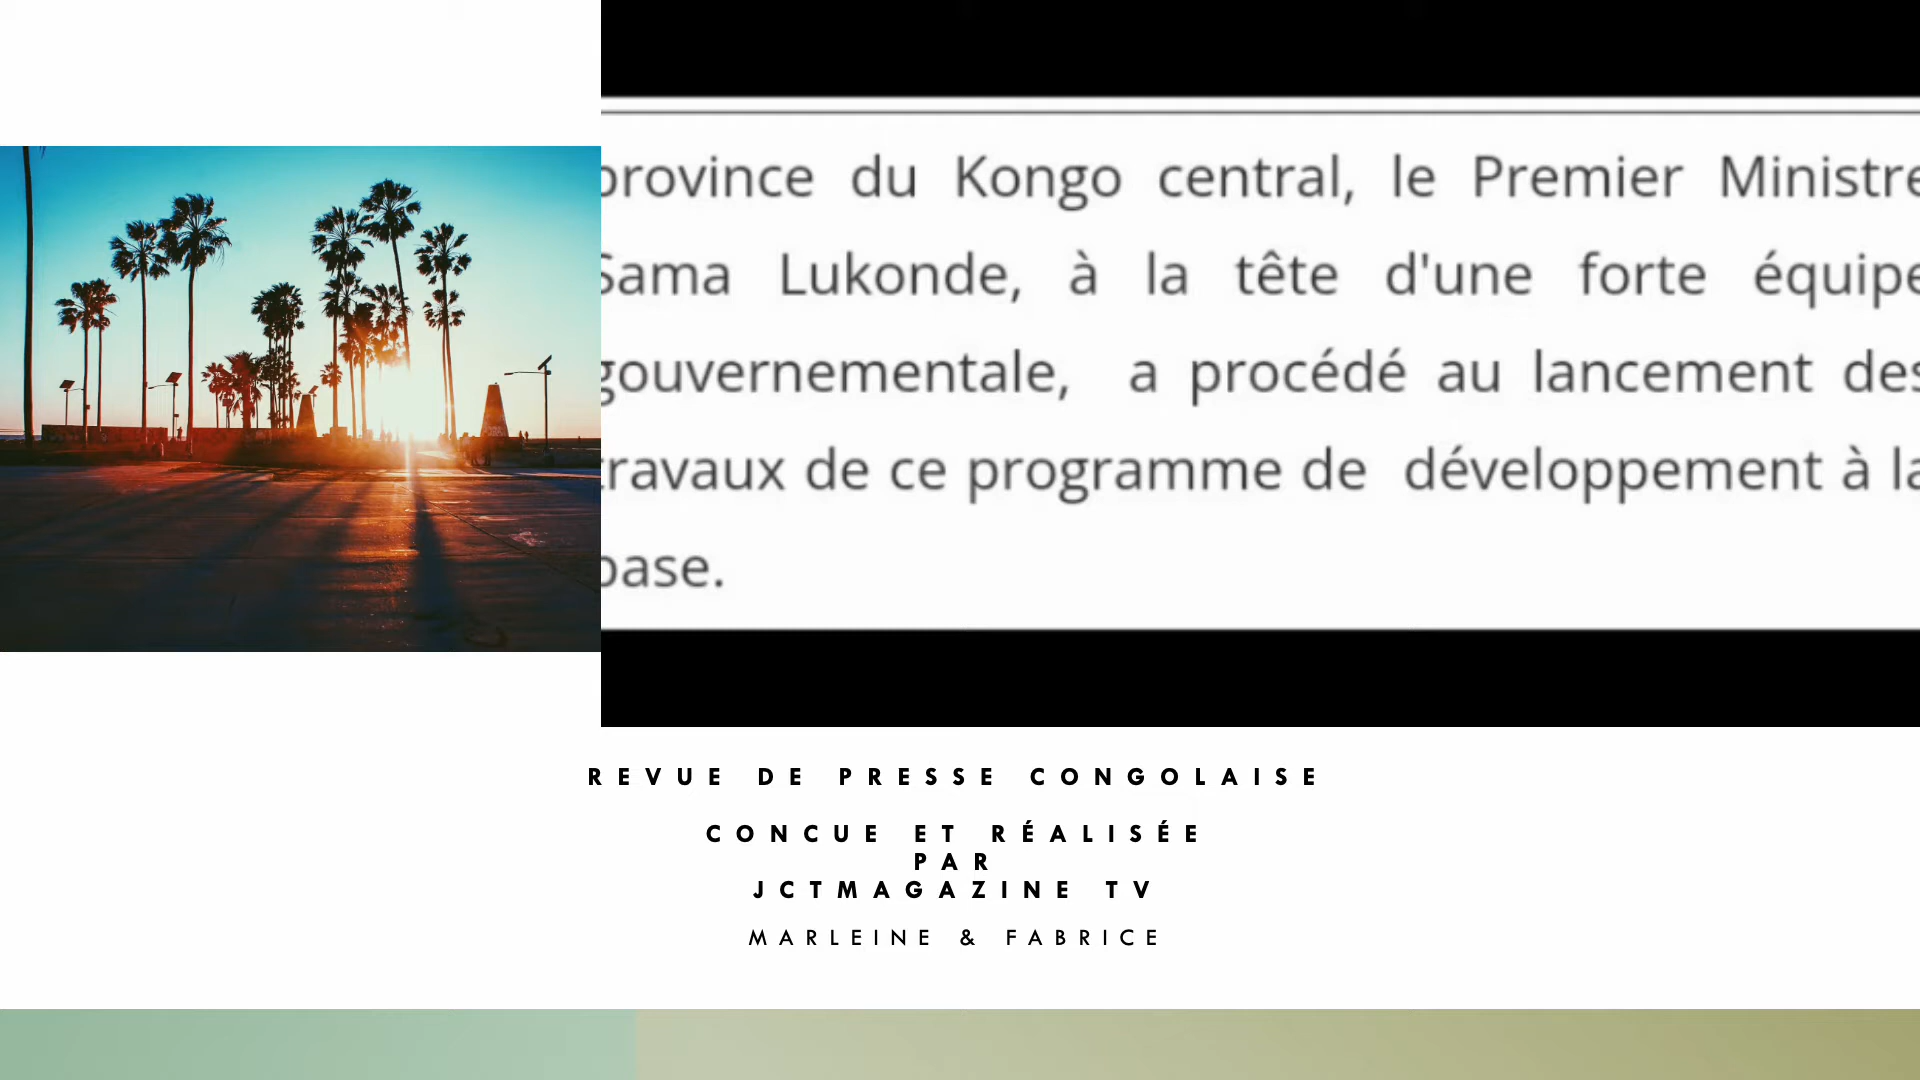 province du Kongo central, le Premier Ministre
Sama Lukonde, à la tête d'une forte équipe
gouvernementale, a procédé au lancement des
travaux de ce programme de développement à la
base.
REVUE DE PRESSE CONGOLAISE
CONCUE ET RÉALISÉE
PAR
JCTMAGAZINE TV
MARLEINE & FABRICE